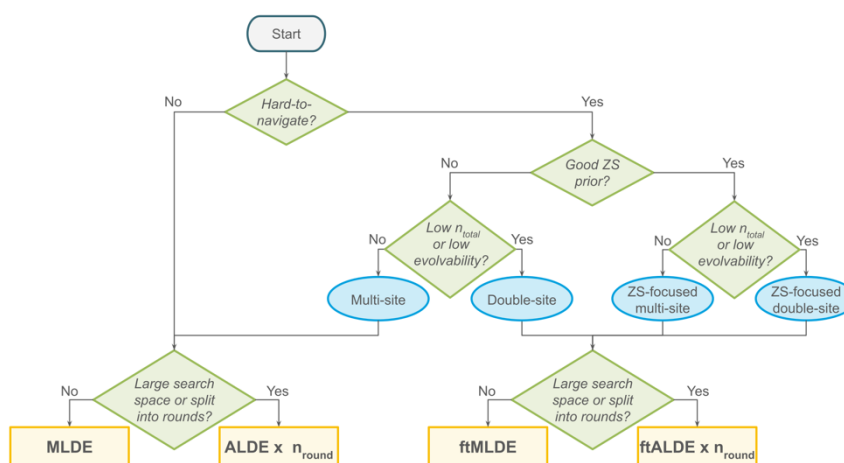 Start
No
Hard-to-
navigate?
Yes
No
Good ZS
prior?
Yes
No
Low n_total
or low
evolvability?
Yes
No
Low n_total
or low
evolvability?
Yes
Multi-site
Double-site
ZS-focused
multi-site
ZS-focused
double-site
No
Large search
space or split
into rounds?
Yes
No
Large search
space or split
into rounds?
Yes
MLDE
ALDE x n_round
ftMLDE
ftALDE x n_round